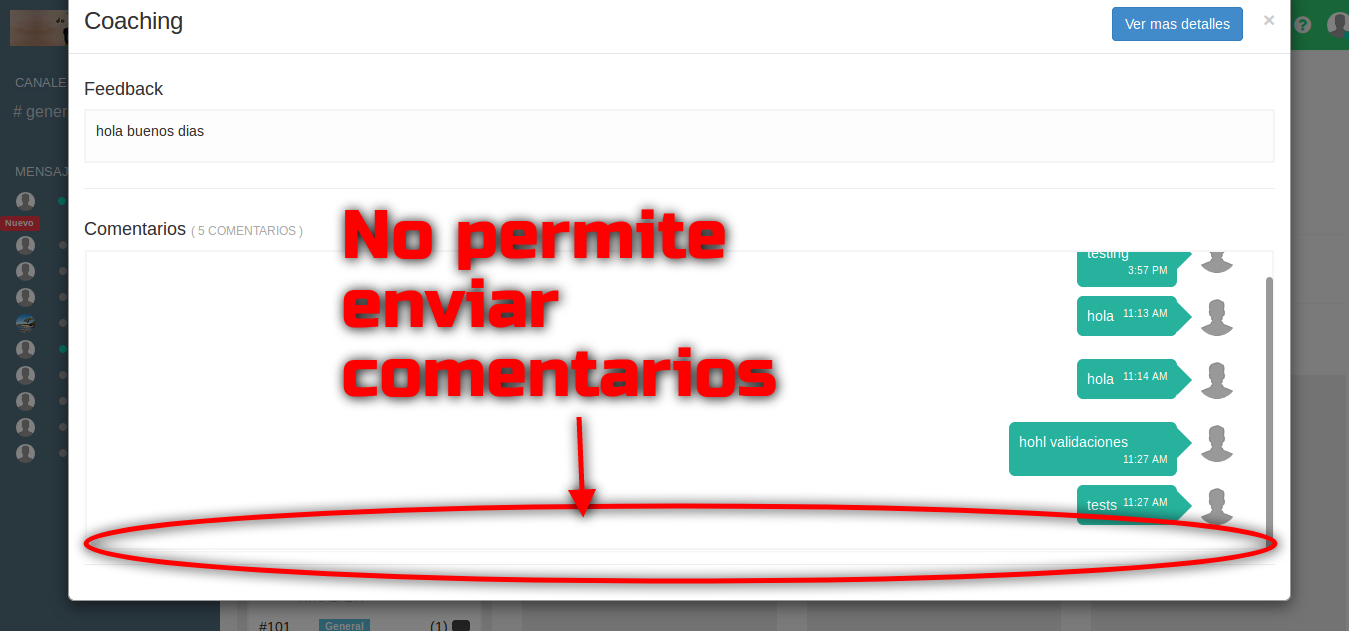 Coaching
Ver mas detalles
×
?
de
CANALE
# gener
MENSAJ
Nuevo
Feedback
hola buenos dias
Comentarios ( 5 COMENTARIOS )
No permite
enviar
comentarios
testing
3:57 PM
hola 11:13 AM
hola 11:14 AM
hohl validaciones
11:27 AM
tests 11:27 AM
#101 General (1)